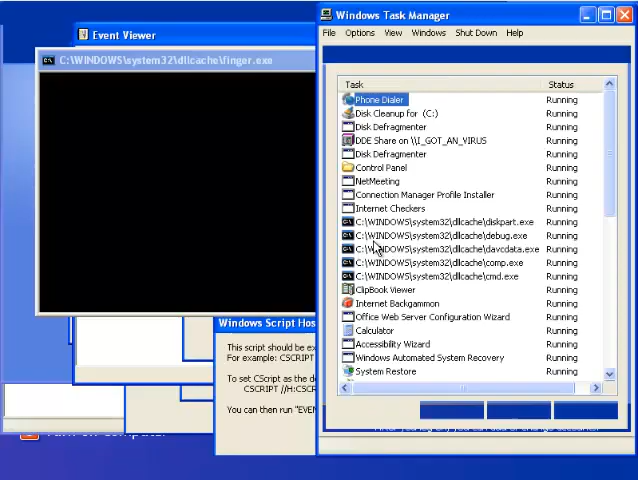 Windows Task Manager
File Options View Windows Shut Down Help
Task Status
Phone Dialer Running
Disk Cleanup for (C:) Running
Disk Defragmenter Running
DDE Share on \\I_GOT_AN_VIRUS Running
Disk Defragmenter Running
Control Panel Running
NetMeeting Running
Connection Manager Profile Installer Running
Internet Checkers Running
C:\WINDOWS\system32\dllcache\diskpart.exe Running
C:\WINDOWS\system32\dllcache\debug.exe Running
C:\WINDOWS\system32\dllcache\davcdata.exe Running
C:\WINDOWS\system32\dllcache\comp.exe Running
C:\WINDOWS\system32\dllcache\cmd.exe Running
ClipBook Viewer Running
Internet Backgammon Running
Office Web Server Configuration Wizard Running
Calculator Running
Accessibility Wizard Running
Windows Automated System Recovery Running
System Restore Running
Event Viewer
C:\WINDOWS\system32\dllcache\finger.exe
Windows Script Hos
This script should be ex
For example: CSCRIPT
To set CScript as the de
CSCRIPT //H:CSCR
You can then run "EVEN